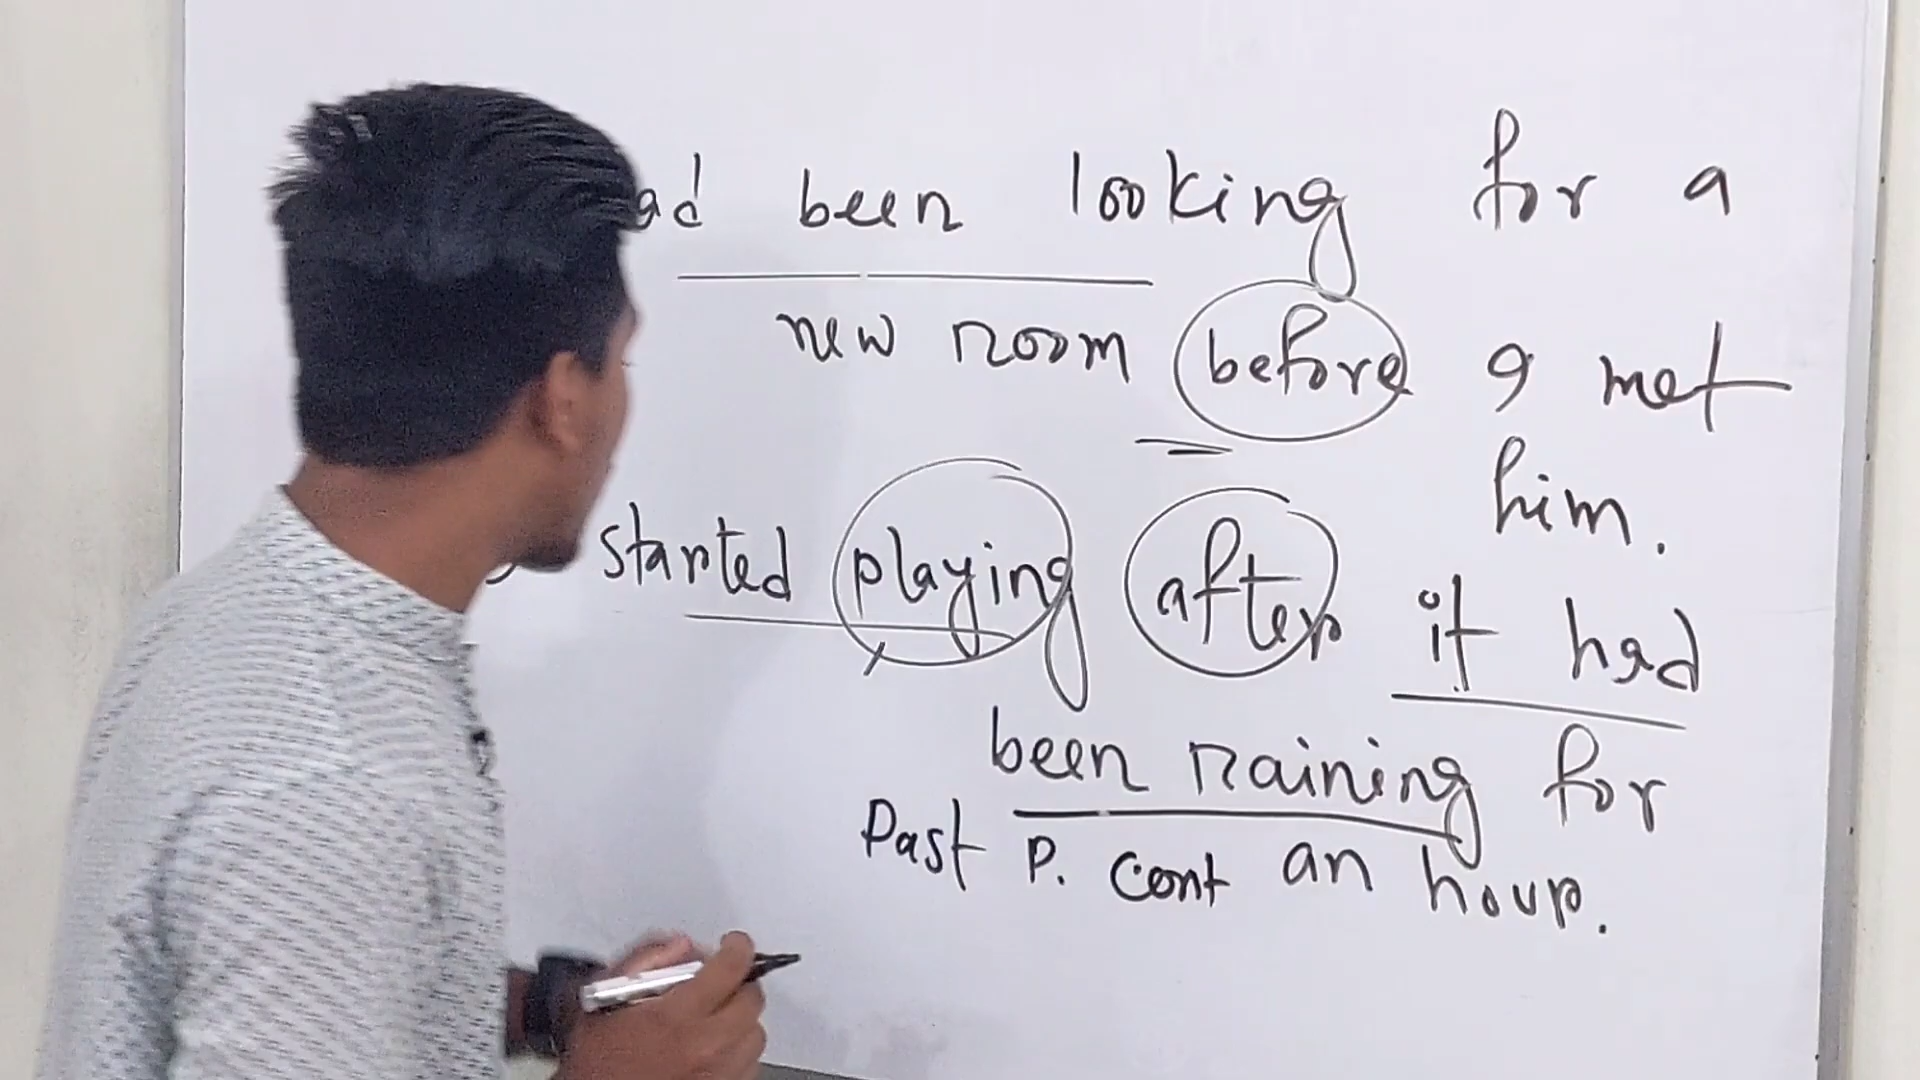 ad been looking for a
new room before I met
him.
started playing after it had
been raining for
Past P. cont an hour.